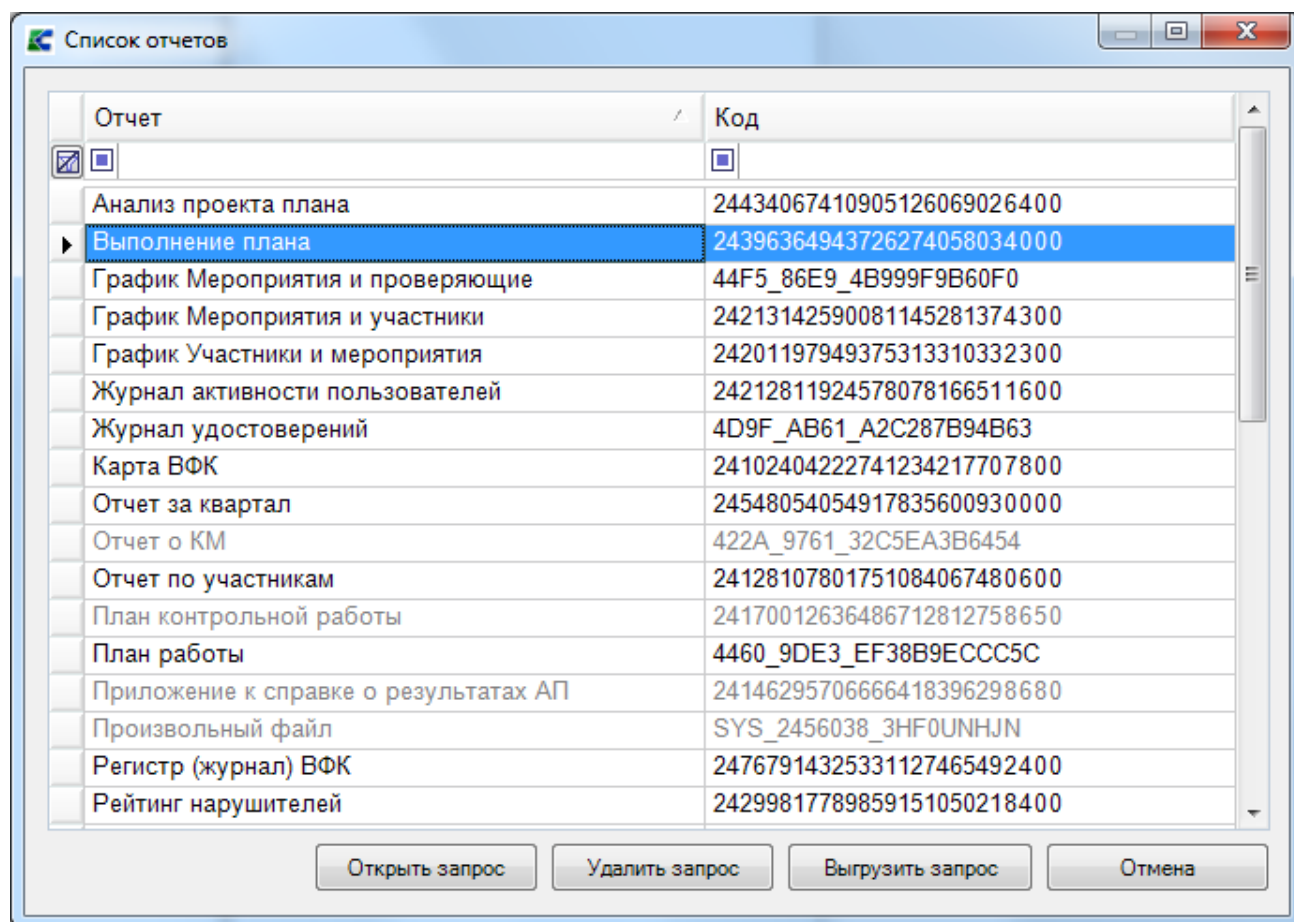 Список отчетов
Отчет Код
Анализ проекта плана 24434067410905126069026400
Выполнение плана 24396364943726274058034000
График Мероприятия и проверяющие 44F5_86E9_4B999F9B60F0
График Мероприятия и участники 24213142590081145281374300
График Участники и мероприятия 24201197949375313310332300
Журнал активности пользователей 24212811924578078166511600
Журнал удостоверений 4D9F_AB61_A2C287B94B63
Карта ВФК 24102404222741234217707800
Отчет за квартал 24548054054917835600930000
Отчет о КМ 422A_9761_32C5EA3B6454
Отчет по участникам 24128107801751084067480600
План контрольной работы 24170012636486712812758650
План работы 4460_9DE3_EF38B9ECCC5C
Приложение к справке о результатах АП 24146295706666418396298680
Произвольный файл SYS_2456038_3HF0UNHJN
Регистр (журнал) ВФК 24767914325331127465492400
Рейтинг нарушителей 24299817789859151050218400
Открыть запрос Удалить запрос Выгрузить запрос Отмена